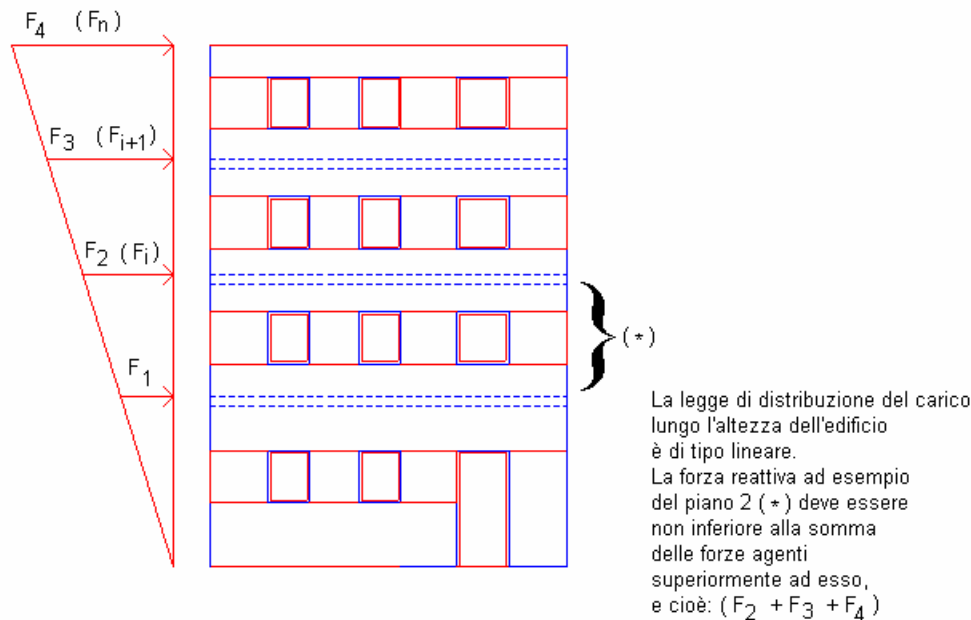 F4 (Fn)
F3 (Fi+1)
F2 (Fi)
(*)
F1
La legge di distribuzione del carico
lungo l'altezza dell'edificio
è di tipo lineare.
La forza reattiva ad esempio
del piano 2 (*) deve essere
non inferiore alla somma
delle forze agenti
superiormente ad esso,
e cioè: (F2 + F3 + F4)